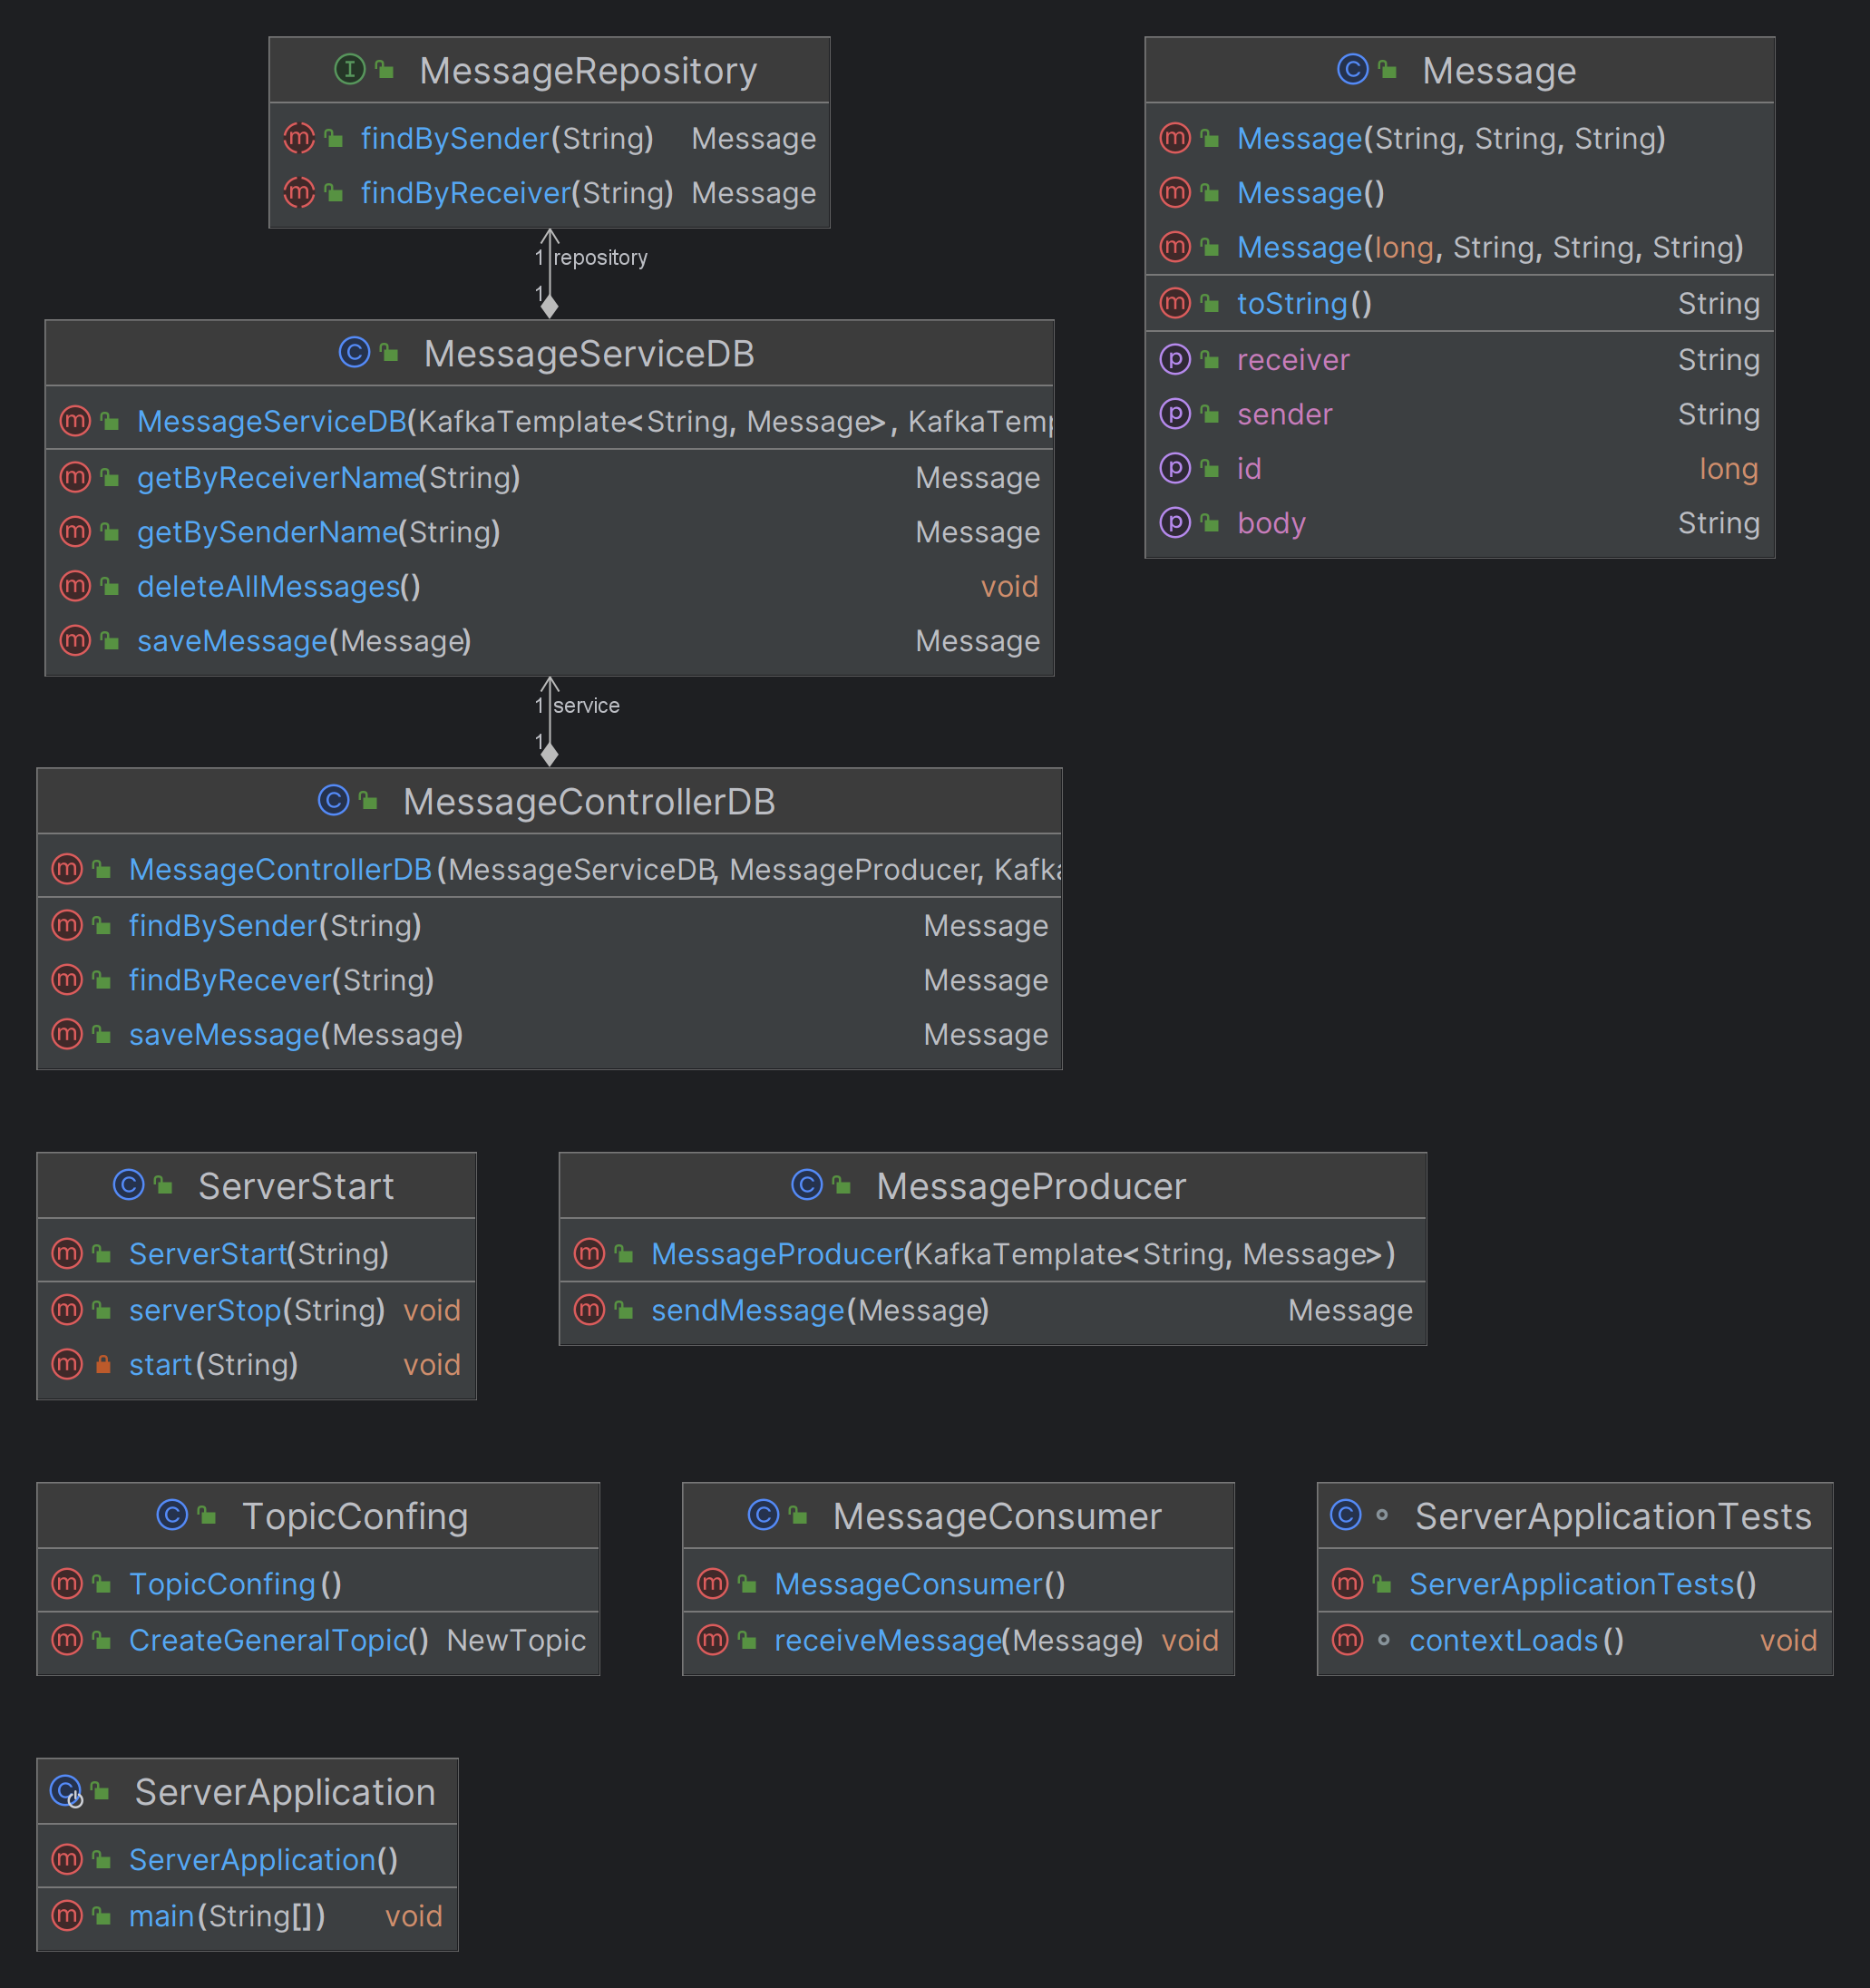 MessageRepository
findBySender(String) Message
findByReceiver(String) Message
1 repository
1
MessageServiceDB
MessageServiceDB(KafkaTemplate<String, Message>, KafkaTemp
getByReceiverName(String) Message
getBySenderName(String) Message
deleteAllMessages() void
saveMessage(Message) Message
1 service
1
MessageControllerDB
MessageControllerDB(MessageServiceDB, MessageProducer, Kafka
findBySender(String) Message
findByRecever(String) Message
saveMessage(Message) Message
Message
Message(String, String, String)
Message()
Message(long, String, String, String)
toString() String
receiver String
sender String
id long
body String
ServerStart
ServerStart(String)
serverStop(String) void
start(String) void
MessageProducer
MessageProducer(KafkaTemplate<String, Message>)
sendMessage(Message) Message
TopicConfing
TopicConfing()
CreateGeneralTopic() NewTopic
MessageConsumer
MessageConsumer()
receiveMessage(Message) void
ServerApplicationTests
ServerApplicationTests()
contextLoads() void
ServerApplication
ServerApplication()
main(String[]) void